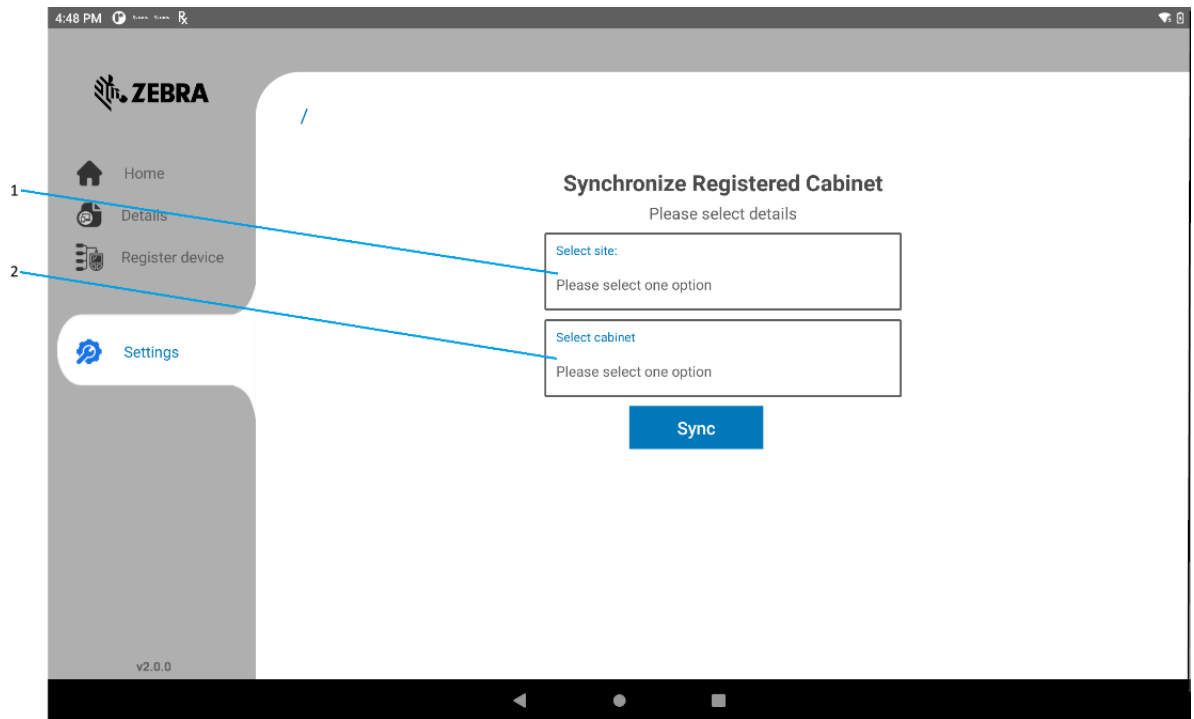 4:48 PM
ZEBRA
/
Home
1
Details
Register device
2
Settings
v2.0.0
Synchronize Registered Cabinet
Please select details
Select site:
Please select one option
Select cabinet
Please select one option
Sync